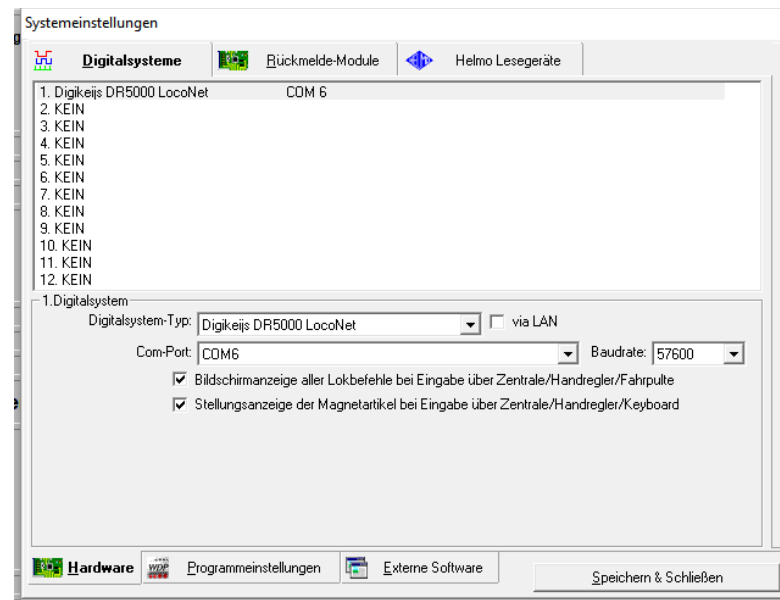 Systemeinstellungen
Digitalsysteme Rückmelde-Module Helmo Lesegeräte
1. Digikeijs DR5000 LocoNet COM 6
2. KEIN
3. KEIN
4. KEIN
5. KEIN
6. KEIN
7. KEIN
8. KEIN
9. KEIN
10. KEIN
11. KEIN
12. KEIN
1.Digitalsystem
Digitalsystem-Typ: Digikeijs DR5000 LocoNet via LAN
Com-Port: COM6 Baudrate: 57600
Bildschirmanzeige aller Lokbefehle bei Eingabe über Zentrale/Handregler/Fahrpulte
Stellungsanzeige der Magnetartikel bei Eingabe über Zentrale/Handregler/Keyboard
Hardware WDP Programmeinstellungen Externe Software
Speichern & Schließen